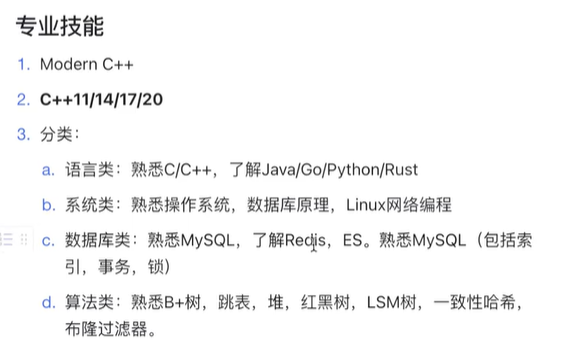 专业技能
1. Modern C++
2. C++11/14/17/20
3. 分类：
a. 语言类：熟悉C/C++，了解Java/Go/Python/Rust
b. 系统类：熟悉操作系统，数据库原理，Linux网络编程
c. 数据库类：熟悉MySQL，了解Redis，ES。熟悉MySQL（包括索
引，事务，锁）
d. 算法类：熟悉B+树，跳表，堆，红黑树，LSM树，一致性哈希，
布隆过滤器。